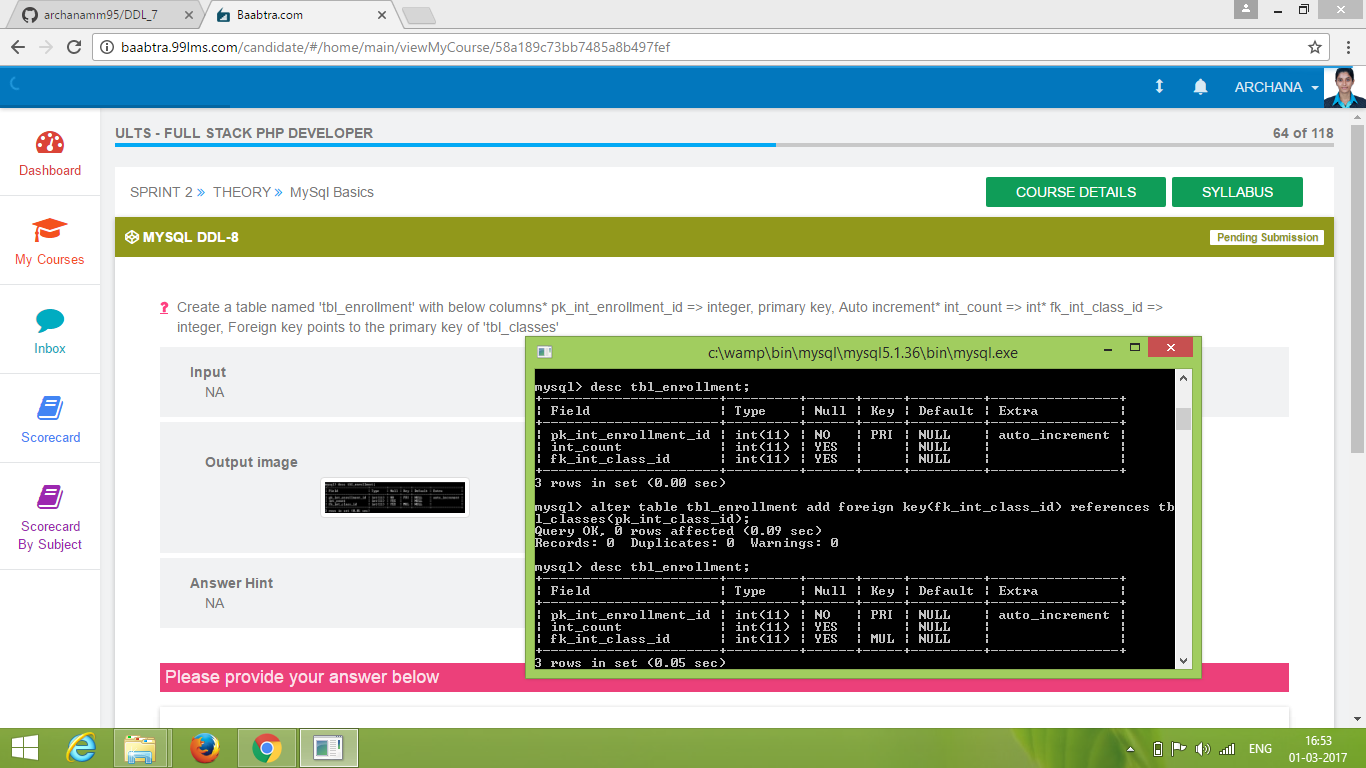 archanamm95/DDL_7
Baabtra.com
baabtra.99lms.com/candidate/#/home/main/viewMyCourse/58a189c73bb7485a8b497fef
ARCHANA
ULTS - FULL STACK PHP DEVELOPER
64 of 118
Dashboard
My Courses
Inbox
Scorecard
Scorecard
By Subject
SPRINT 2 » THEORY » MySql Basics
COURSE DETAILS
SYLLABUS
MYSQL DDL-8
Pending Submission
? Create a table named 'tbl_enrollment' with below columns* pk_int_enrollment_id => integer, primary key, Auto increment* int_count => int* fk_int_class_id =>
integer, Foreign key points to the primary key of 'tbl_classes'
Input
NA
Output image
Answer Hint
NA
Please provide your answer below
c:\wamp\bin\mysql\mysql5.1.36\bin\mysql.exe
mysql> desc tbl_enrollment;
+----------------------+---------+------+-----+---------+----------------+
| Field | Type | Null | Key | Default | Extra |
+----------------------+---------+------+-----+---------+----------------+
| pk_int_enrollment_id | int(11) | NO | PRI | NULL | auto_increment |
| int_count | int(11) | YES | | NULL | |
| fk_int_class_id | int(11) | YES | | NULL | |
+----------------------+---------+------+-----+---------+----------------+
3 rows in set (0.00 sec)
mysql> alter table tbl_enrollment add foreign key(fk_int_class_id) references tb
l_classes(pk_int_class_id);
Query OK, 0 rows affected (0.09 sec)
Records: 0 Duplicates: 0 Warnings: 0
mysql> desc tbl_enrollment;
+----------------------+---------+------+-----+---------+----------------+
| Field | Type | Null | Key | Default | Extra |
+----------------------+---------+------+-----+---------+----------------+
| pk_int_enrollment_id | int(11) | NO | PRI | NULL | auto_increment |
| int_count | int(11) | YES | | NULL | |
| fk_int_class_id | int(11) | YES | MUL | NULL | |
+----------------------+---------+------+-----+---------+----------------+
3 rows in set (0.05 sec)
ENG
16:53
01-03-2017